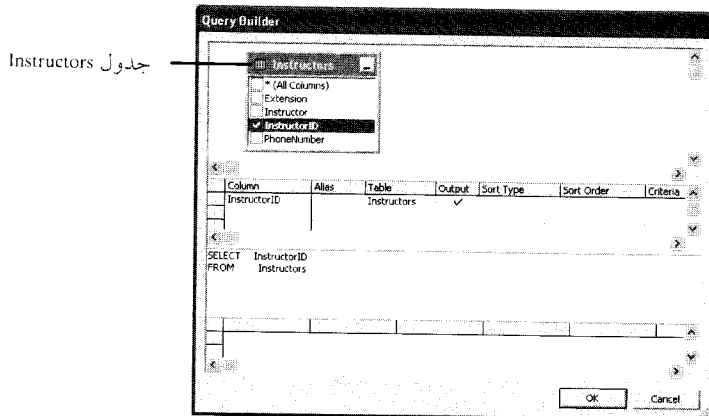 Query Builder
جدول Instructors
Instructors
* (All Columns)
Extension
Instructor
InstructorID
PhoneNumber
Column Alias Table Output Sort Type Sort Order Criteria
InstructorID Instructors
SELECT InstructorID
FROM Instructors
OK Cancel